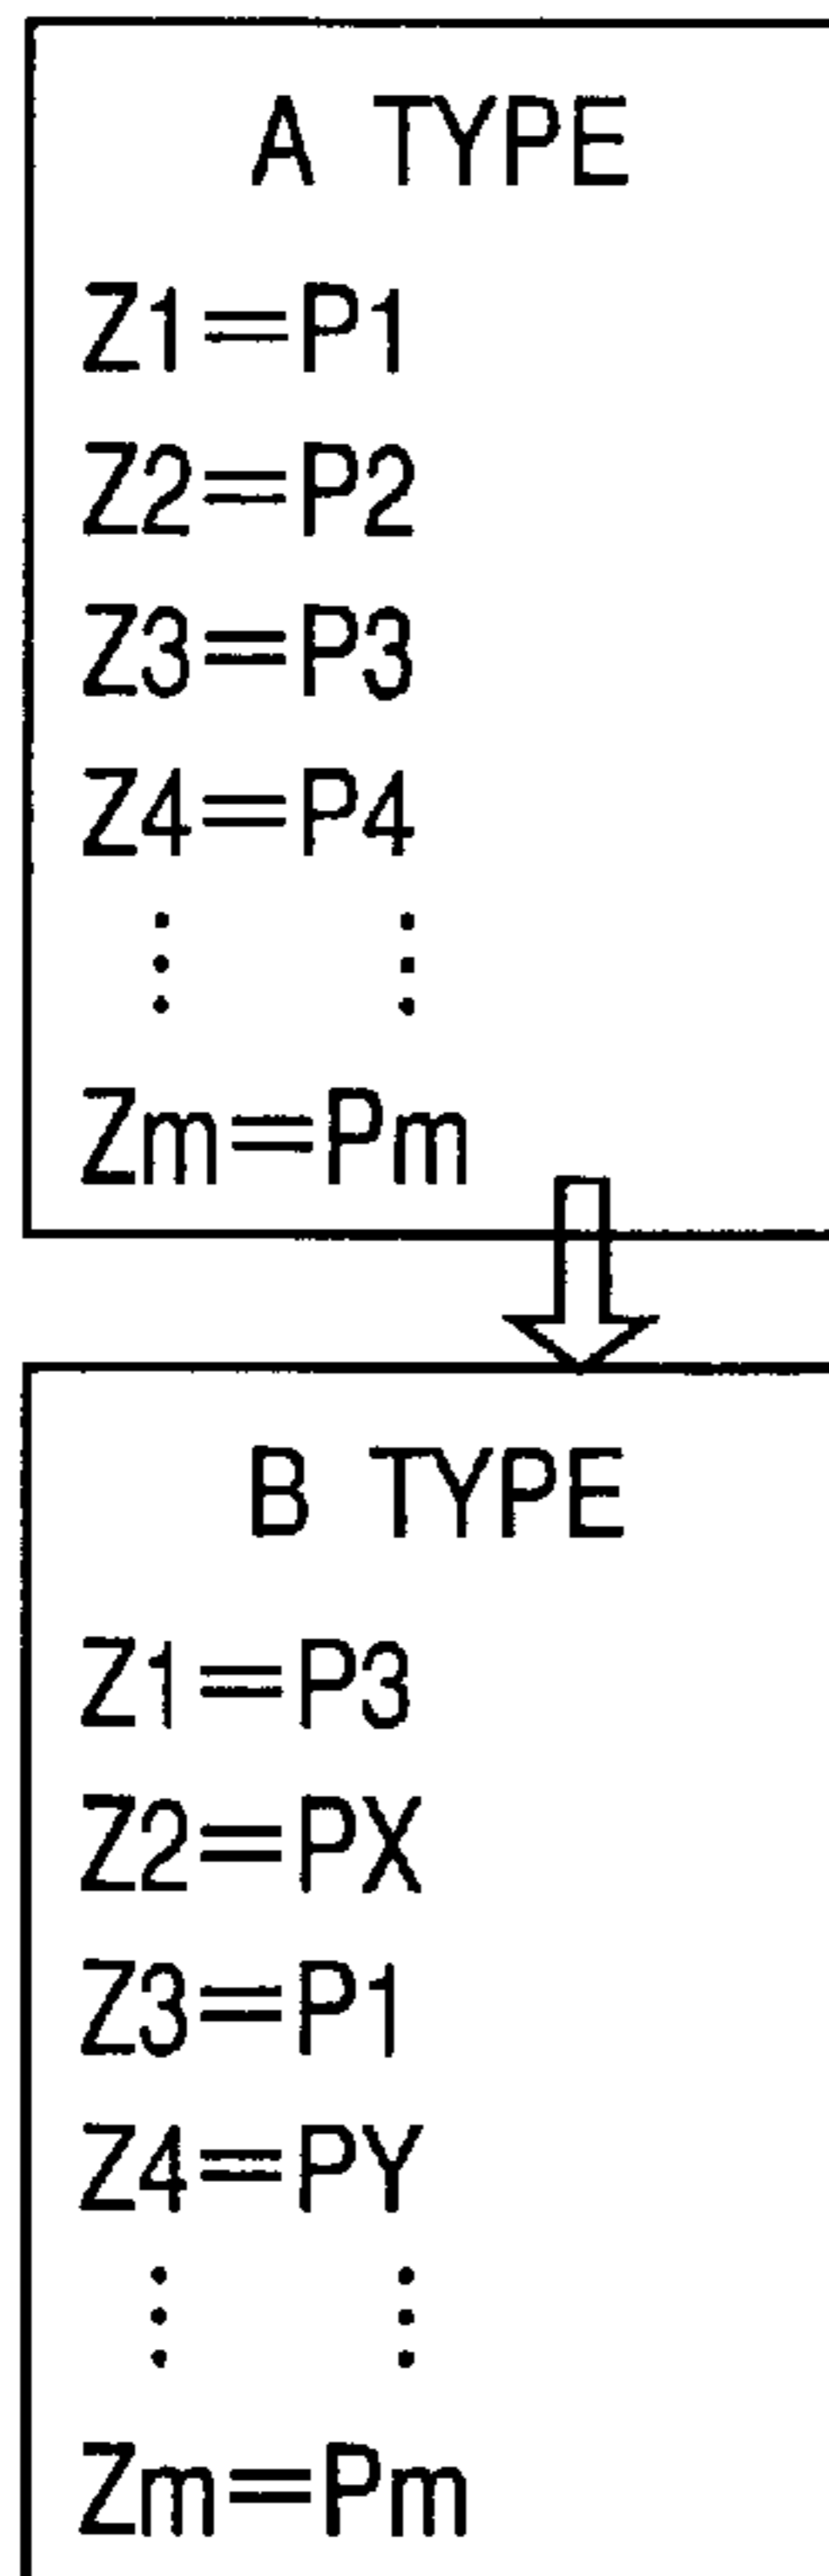 A TYPE
Z1=P1
Z2=P2
Z3=P3
Z4=P4
⋮ ⋮
Zm=Pm
B TYPE
Z1=P3
Z2=PX
Z3=P1
Z4=PY
⋮ ⋮
Zm=Pm